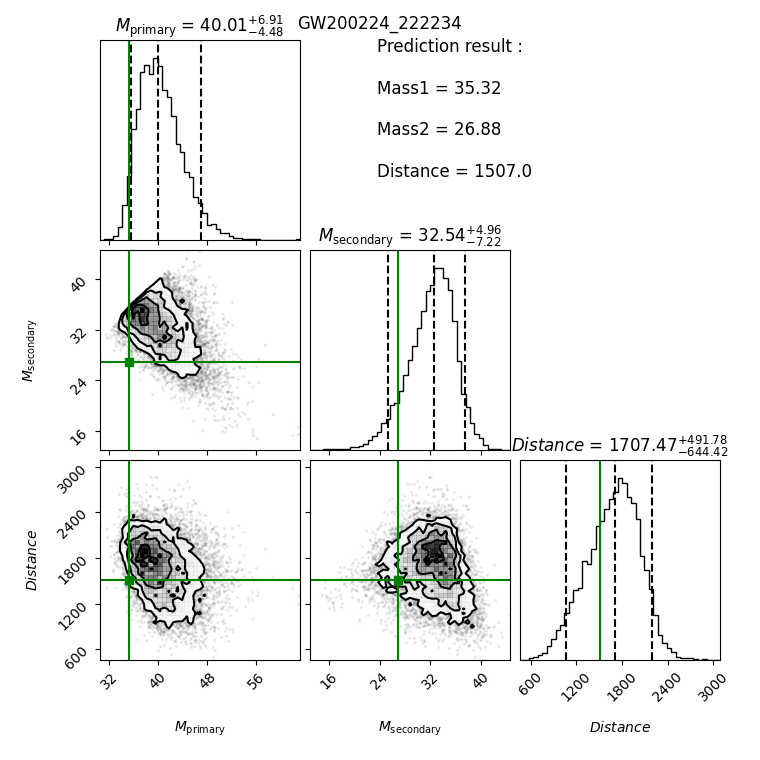 M_primary = 40.01 +6.91 −4.48 GW200224_222234
Prediction result :
Mass1 = 35.32
Mass2 = 26.88
Distance = 1507.0
M_secondary = 32.54 +4.96 −7.22
40
32
24
16
M_secondary
Distance = 1707.47 +491.78 −644.42
3000
2400
1800
1200
600
Distance
32 40 48 56
16 24 32 40
600 1200 1800 2400 3000
M_primary
M_secondary
Distance